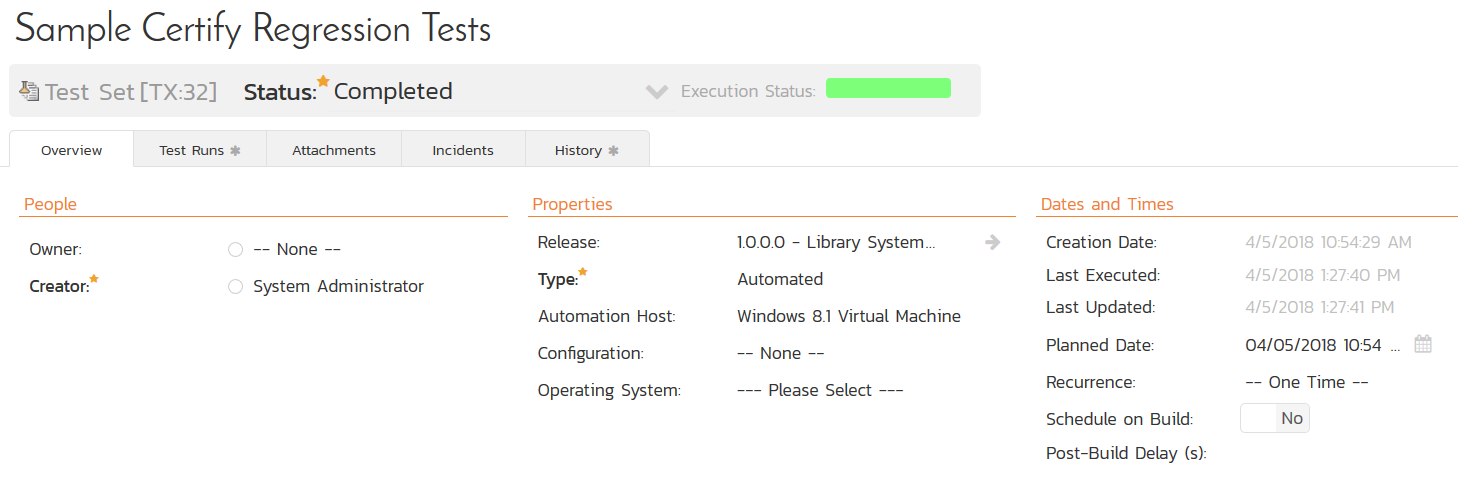 Sample Certify Regression Tests
Test Set [TX:32] Status: Completed Execution Status:
Overview Test Runs Attachments Incidents History
People
Owner: -- None --
Creator: System Administrator
Properties
Release: 1.0.0.0 - Library System...
Type: Automated
Automation Host: Windows 8.1 Virtual Machine
Configuration: -- None --
Operating System: --- Please Select ---
Dates and Times
Creation Date: 4/5/2018 10:54:29 AM
Last Executed: 4/5/2018 1:27:40 PM
Last Updated: 4/5/2018 1:27:41 PM
Planned Date: 04/05/2018 10:54 ...
Recurrence: -- One Time --
Schedule on Build: No
Post-Build Delay (s):